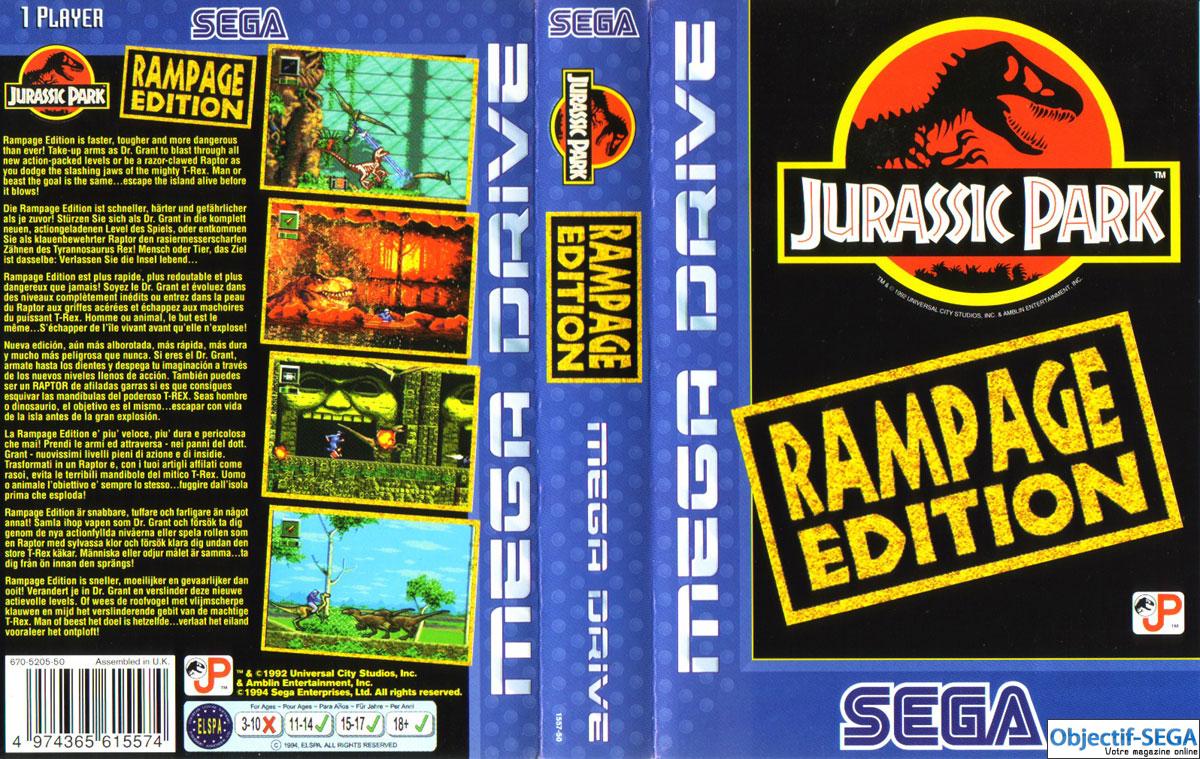 1 PLAYER
SEGA
JURASSIC PARK
RAMPAGE
EDITION
Rampage Edition is faster, tougher and more dangerous
than ever! Take-up arms as Dr. Grant to blast through all
new action-packed levels or be a razor-clawed Raptor as
you dodge the slashing jaws of the mighty T-Rex. Man or
beast the goal is the same...escape the island alive before
it blows!
Die Rampage Edition ist schneller, härter und gefährlicher
als je zuvor! Stürzen Sie sich als Dr. Grant in die komplett
neuen, actiongeladenen Level des Spiels, oder entkommen
Sie als klauenbewehrter Raptor den rasiermesserscharfen
Zähnen des Tyrannosaurus Rex! Mensch oder Tier, das Ziel
ist dasselbe: Verlassen Sie die Insel lebend...
Rampage Edition est plus rapide, plus redoutable et plus
dangereux que jamais! Soyez le Dr. Grant et évoluez dans
des niveaux complètement inédits ou entrez dans la peau
du Raptor aux griffes acérées et échappez aux machoires
du puissant T-Rex. Homme ou animal, le but est le
même...S'échapper de l'île vivant avant qu'elle n'explose!
Nueva edición, aún más alborotada, más rápida, más dura
y mucho más peligrosa que nunca. Si eres el Dr. Grant,
armate hasta los dientes y despega tu imaginación a través
de los nuevos niveles llenos de acción. También puedes
ser un RAPTOR de afiladas garras si es que consigues
esquivar las mandíbulas del poderoso T-REX. Seas hombre
o dinosaurio, el objetivo es el mismo...escapar con vida
de la isla antes de la gran explosión.
La Rampage Edition e' piu' veloce, piu' dura e pericolosa
che mai! Prendi le armi ed attraversa - nei panni del dott.
Grant - nuovissimi livelli pieni di azione e di insidie.
Trasformati in un Raptor e, con i tuoi artigli affilati come
rasoi, evita le terribili mandibole del mitico T-Rex. Uomo
o animale l'obiettivo e' sempre lo stesso...fuggire dall'isola
prima che esploda!
Rampage Edition är snabbare, tuffare och farligare än något
annat! Samla ihop vapen som Dr. Grant och försök ta dig
genom de nya actionfyllda nivåerna eller spela rollen som
en Raptor med sylvassa klor och försök klara dig undan den
store T-Rex käkar. Människa eller odjur målet är samma...ta
dig från ön innan den sprängs!
Rampage Edition is sneller, moeilijker en gevaarlijker dan
ooit! Verandert je in Dr. Grant en verslinder deze nieuwe
actievolle levels. Of wees de roofvogel met vlijmscherpe
klauwen en mijd het verslinderende gebit van de machtige
T-Rex. Man of beest het doel is hetzelfde...verlaat het eiland
vooraleer het ontploft!
670-5205-50 Assembled in U.K.
4 974365 615574
JP TM
™ & ©1992 Universal City Studios, Inc.
& Amblin Entertainment, Inc.
©1994 Sega Enterprises, Ltd. All rights reserved.
ELSPA
For Ages - Pour Ages - Para Años - Für Jahre - Per Anni
3-10 11-14 15-17 18+
© 1994, ELSPA, ALL RIGHTS RESERVED
MEGA DRIVE
SEGA
JURASSIC PARK
RAMPAGE
EDITION
MEGA DRIVE
1557-50
MEGA DRIVE
JURASSIC PARK™
™ & © 1992 UNIVERSAL CITY STUDIOS, INC. & AMBLIN ENTERTAINMENT, INC.
RAMPAGE
EDITION
JP TM
SEGA
Objectif-SEGA
Votre magazine online